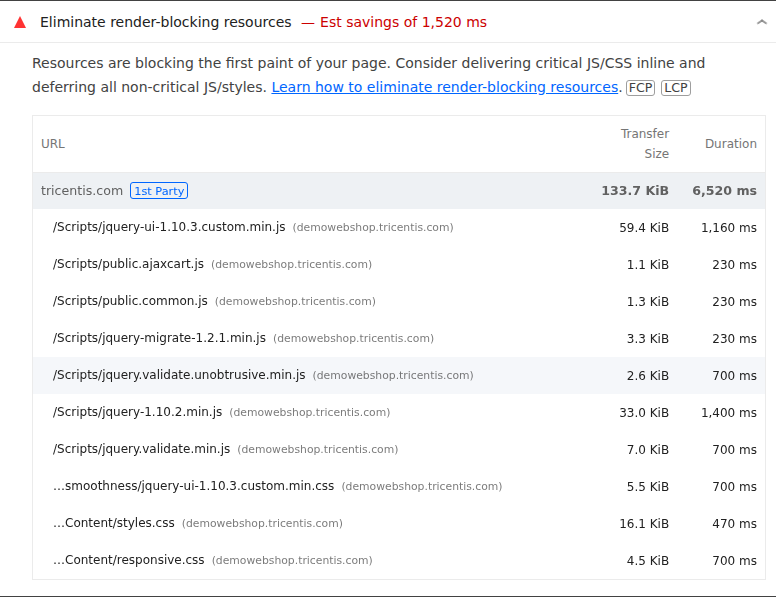 Eliminate render-blocking resources — Est savings of 1,520 ms
Resources are blocking the first paint of your page. Consider delivering critical JS/CSS inline and
deferring all non-critical JS/styles. Learn how to eliminate render-blocking resources. FCP LCP
URL Transfer Size Duration
tricentis.com 1st Party 133.7 KiB 6,520 ms
/Scripts/jquery-ui-1.10.3.custom.min.js (demowebshop.tricentis.com) 59.4 KiB 1,160 ms
/Scripts/public.ajaxcart.js (demowebshop.tricentis.com) 1.1 KiB 230 ms
/Scripts/public.common.js (demowebshop.tricentis.com) 1.3 KiB 230 ms
/Scripts/jquery-migrate-1.2.1.min.js (demowebshop.tricentis.com) 3.3 KiB 230 ms
/Scripts/jquery.validate.unobtrusive.min.js (demowebshop.tricentis.com) 2.6 KiB 700 ms
/Scripts/jquery-1.10.2.min.js (demowebshop.tricentis.com) 33.0 KiB 1,400 ms
/Scripts/jquery.validate.min.js (demowebshop.tricentis.com) 7.0 KiB 700 ms
…smoothness/jquery-ui-1.10.3.custom.min.css (demowebshop.tricentis.com) 5.5 KiB 700 ms
…Content/styles.css (demowebshop.tricentis.com) 16.1 KiB 470 ms
…Content/responsive.css (demowebshop.tricentis.com) 4.5 KiB 700 ms